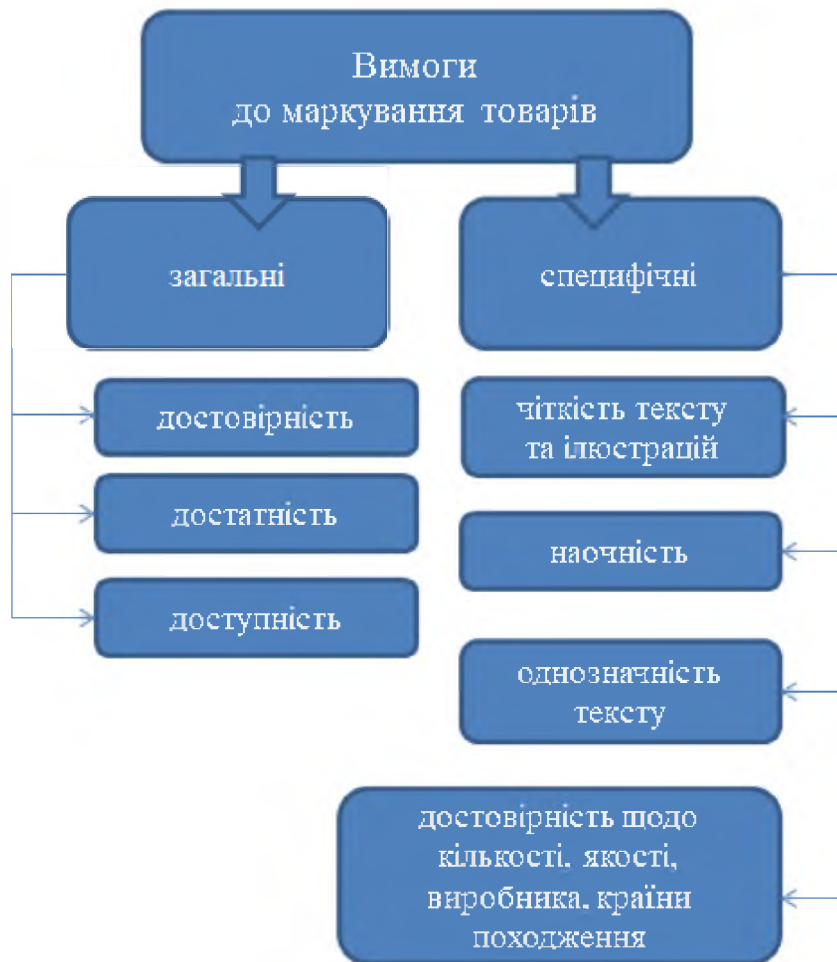 Вимоги
до маркування товарів
загальні
достовірність
достатність
доступність
специфічні
чіткість тексту
та ілюстрацій
наочність
однозначність
тексту
достовірність щодо
кількості, якості,
виробника, країни
походження